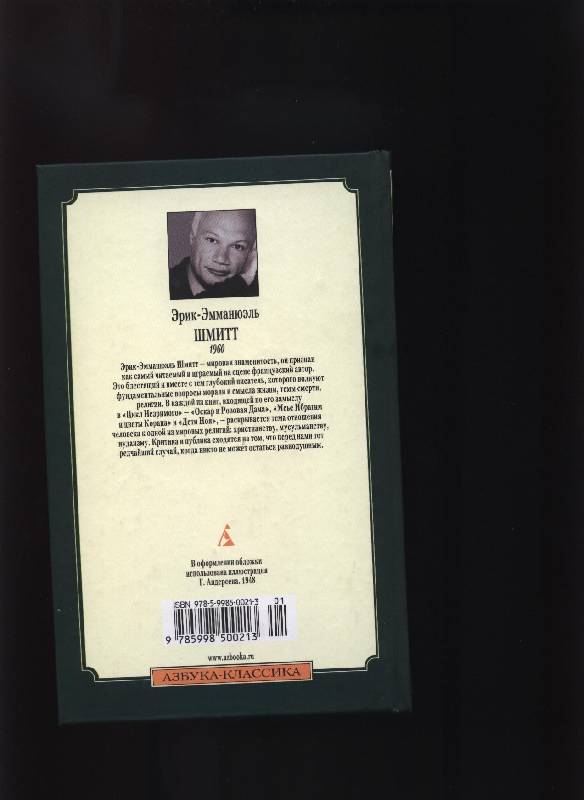 Эрик-Эмманюэль
ШМИТТ
1960
Эрик-Эмманюэль Шмитт – мировая знаменитость, он признан
как самый читаемый и играемый на сцене французский автор.
Это блестящий и вместе с тем глубокий писатель, которого волнуют
фундаментальные вопросы морали и смысла жизни, темы смерти,
религии. В каждой из книг, входящей по его замыслу
в «Цикл Незримого» – «Оскар и Розовая Дама», «Мсье Ибрагим
и цветы Корана» и «Дети Ноя», – раскрывается тема отношения
человека к одной из мировых религий: христианству, мусульманству,
иудаизму. Критика и публика сходятся на том, что перед нами тот
редчайший случай, когда никто не может остаться равнодушным.
В оформлении обложки
использована иллюстрация
Г. Андреева, 1948
ISBN 978-5-9985-0021-3
01
9 785998 500213
www.azbooka.ru
АЗБУКА-КЛАССИКА